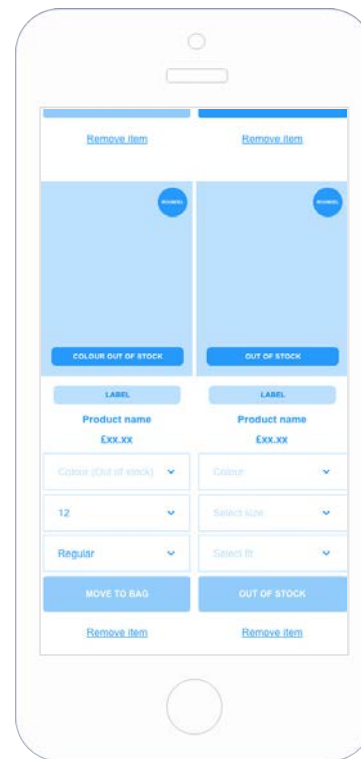 Remove item
Remove item
ROUNDEL
ROUNDEL
COLOUR OUT OF STOCK
OUT OF STOCK
LABEL
LABEL
Product name
Product name
£xx.xx
£xx.xx
Colour (Out of stock)
Colour
12
Select size
Regular
Select fit
MOVE TO BAG
OUT OF STOCK
Remove item
Remove item